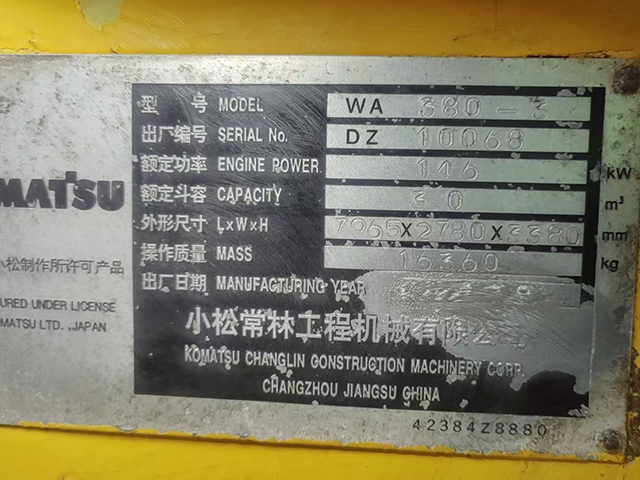 MATSU
小松制作所许可产品
URED UNDER LICENSE
MATSU LTD. ,JAPAN
型 号 MODEL WA 380-3
出厂编号 SERIAL No. DZ 10068
额定功率 ENGINE POWER 146 kW
额定斗容 CAPACITY 3 0 m³
外形尺寸 L×W×H 7965×2780×3380 mm
操作质量 MASS 16360 kg
出厂日期 MANUFACTURING YEAR
小松常林工程机械有限公司
KOMATSU CHANGLIN CONSTRUCTION MACHINERY CORP.
CHANGZHOU JIANGSU CHINA
42384Z8880